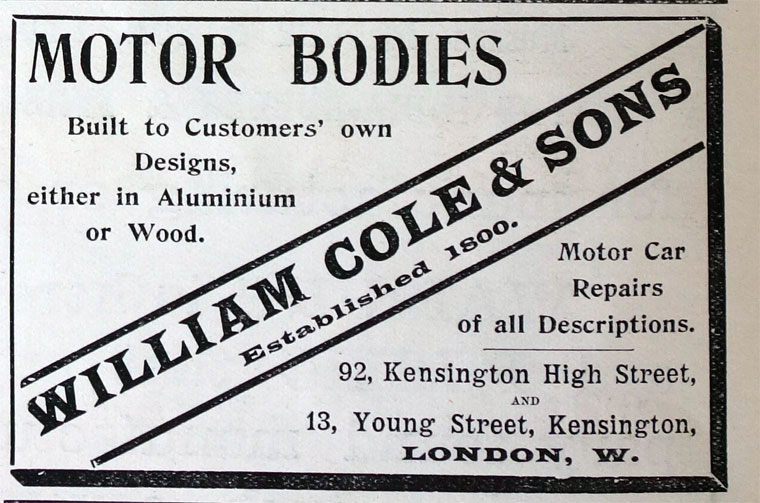 MOTOR BODIES
Built to Customers' own
Designs,
either in Aluminium
or Wood.
WILLIAM COLE & SONS
Established 1800.
Motor Car
Repairs
of all Descriptions.
92, Kensington High Street,
AND
13, Young Street, Kensington,
LONDON, W.